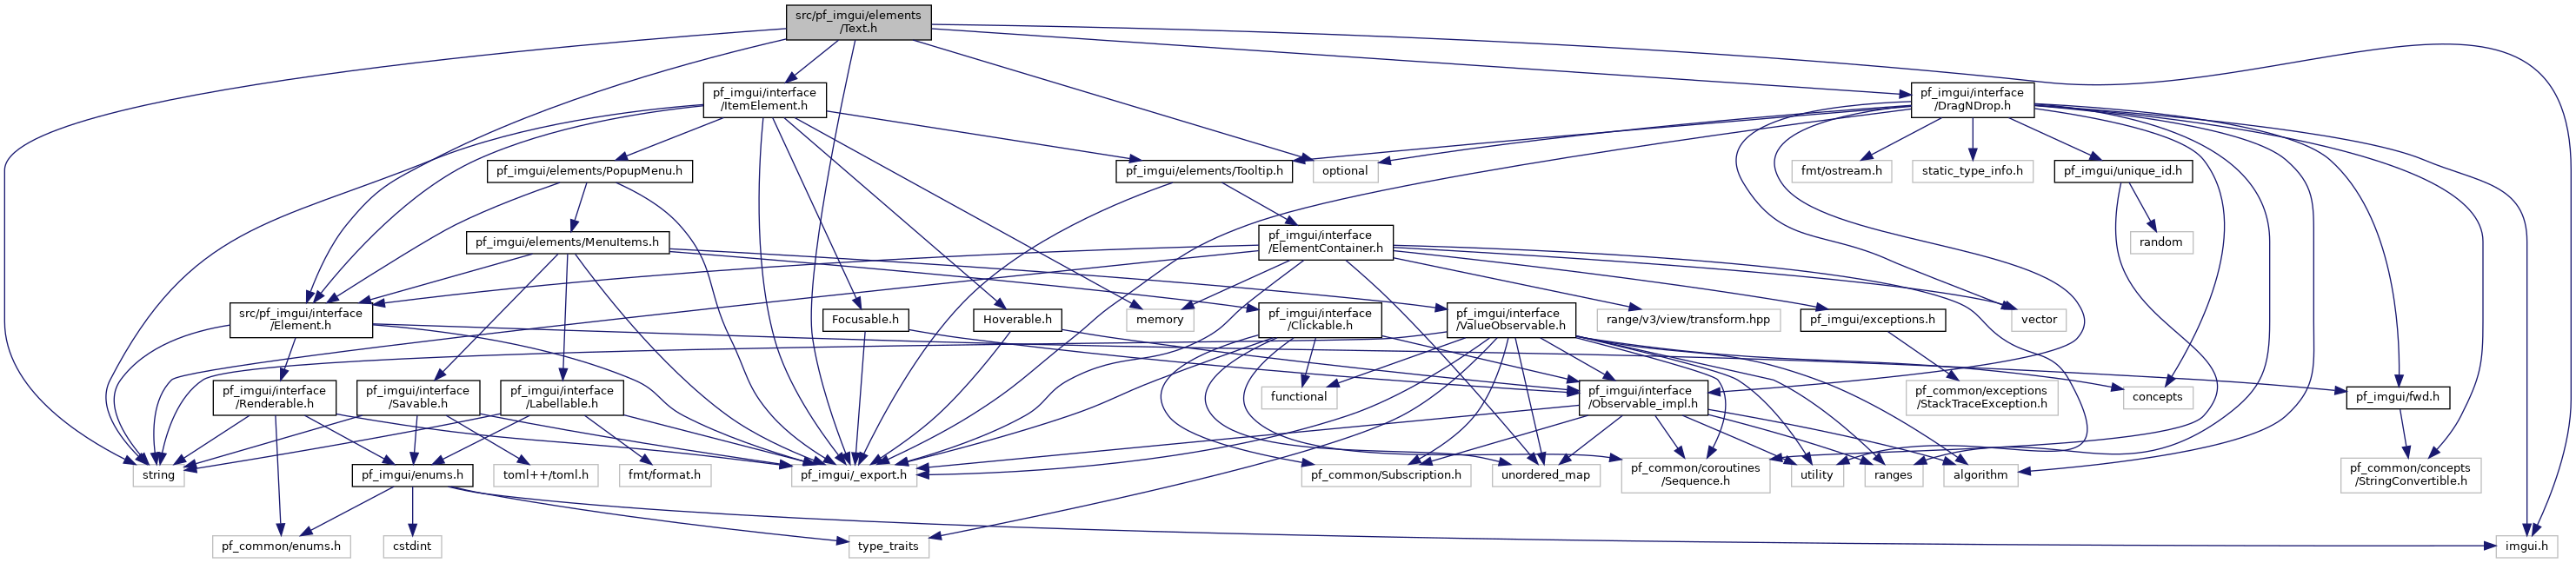 src/pf_imgui/elements
/Text.h
pf_imgui/interface
/ItemElement.h
pf_imgui/interface
/DragNDrop.h
pf_imgui/elements/PopupMenu.h
pf_imgui/elements/Tooltip.h
optional
fmt/ostream.h
static_type_info.h
pf_imgui/unique_id.h
pf_imgui/elements/MenuItems.h
pf_imgui/interface
/ElementContainer.h
random
src/pf_imgui/interface
/Element.h
Focusable.h
Hoverable.h
memory
pf_imgui/interface
/Clickable.h
pf_imgui/interface
/ValueObservable.h
range/v3/view/transform.hpp
pf_imgui/exceptions.h
vector
pf_imgui/interface
/Renderable.h
pf_imgui/interface
/Savable.h
pf_imgui/interface
/Labellable.h
functional
pf_imgui/interface
/Observable_impl.h
pf_common/exceptions
/StackTraceException.h
concepts
pf_imgui/fwd.h
string
pf_imgui/enums.h
toml++/toml.h
fmt/format.h
pf_imgui/_export.h
pf_common/Subscription.h
unordered_map
pf_common/coroutines
/Sequence.h
utility
ranges
algorithm
pf_common/concepts
/StringConvertible.h
pf_common/enums.h
cstdint
type_traits
imgui.h